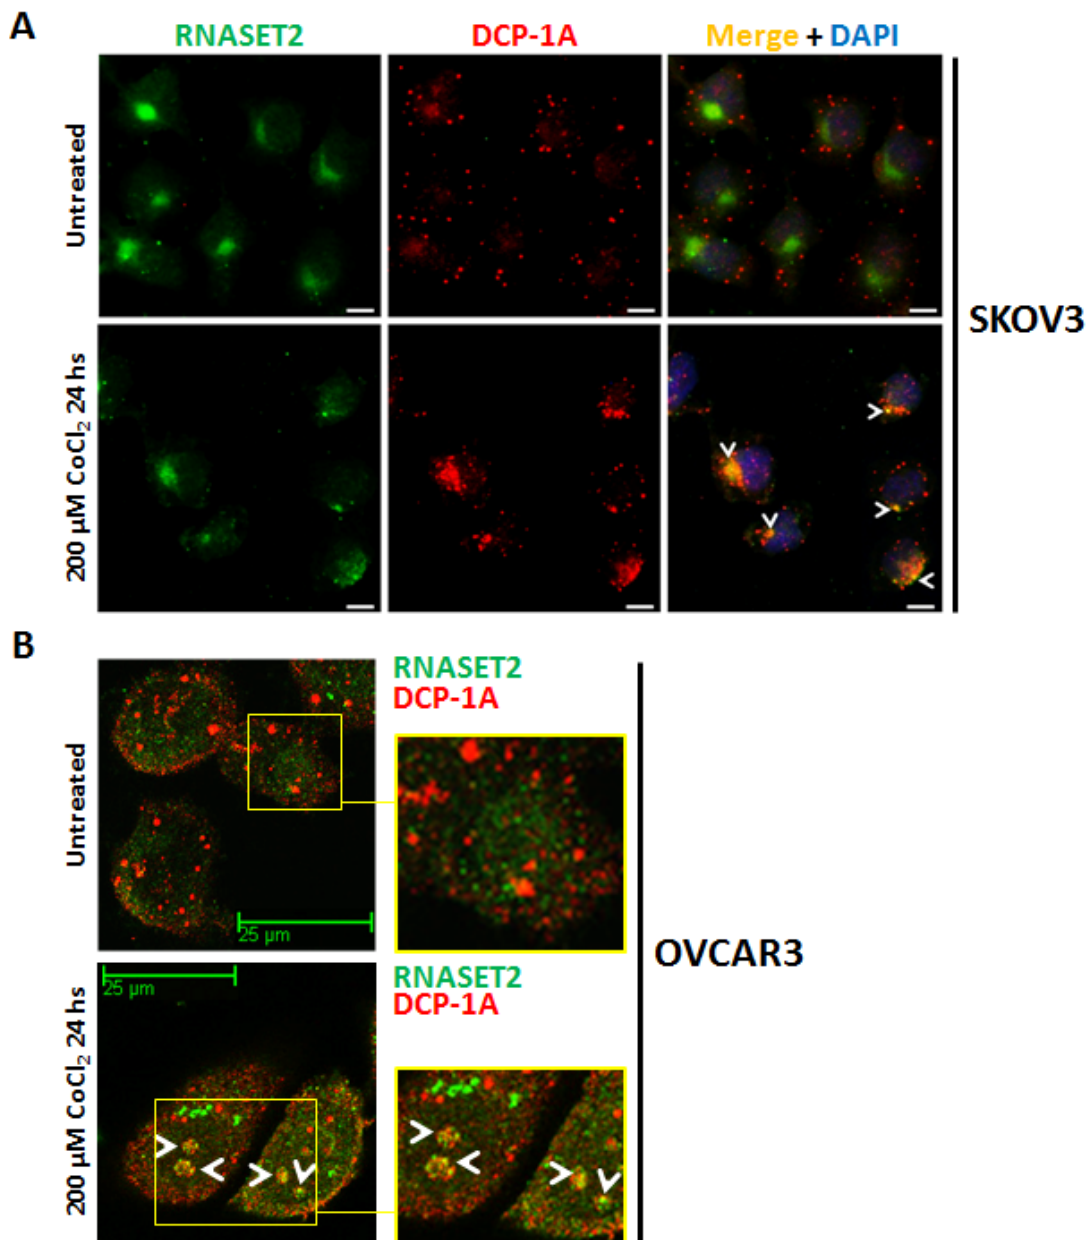 A
RNASET2 DCP-1A Merge + DAPI
Untreated
200 µM CoCl₂ 24 hs
SKOV3
B
RNASET2
DCP-1A
Untreated
25 µm
OVCAR3
RNASET2
DCP-1A
25 µm
200 µM CoCl₂ 24 hs